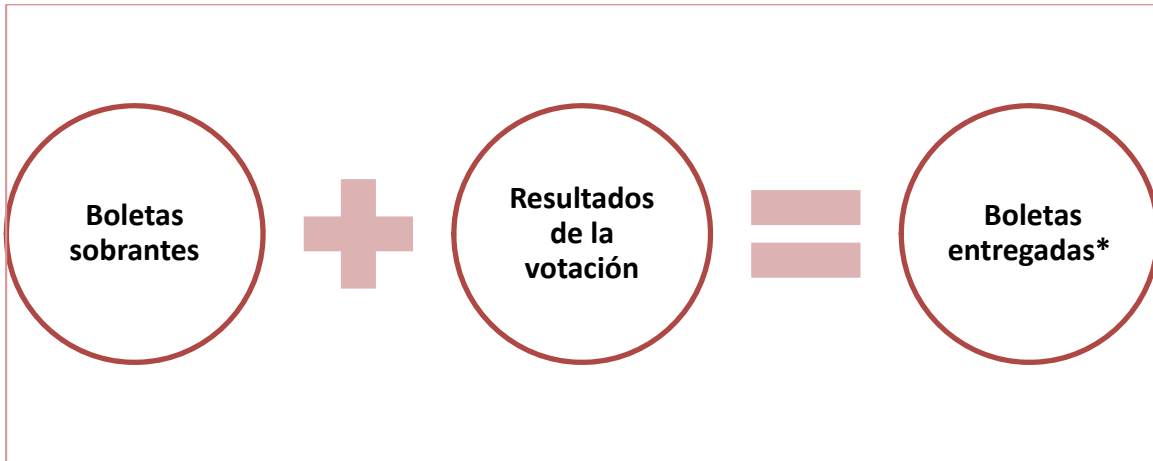 Boletas
sobrantes
Resultados
de la
votación
Boletas
entregadas*